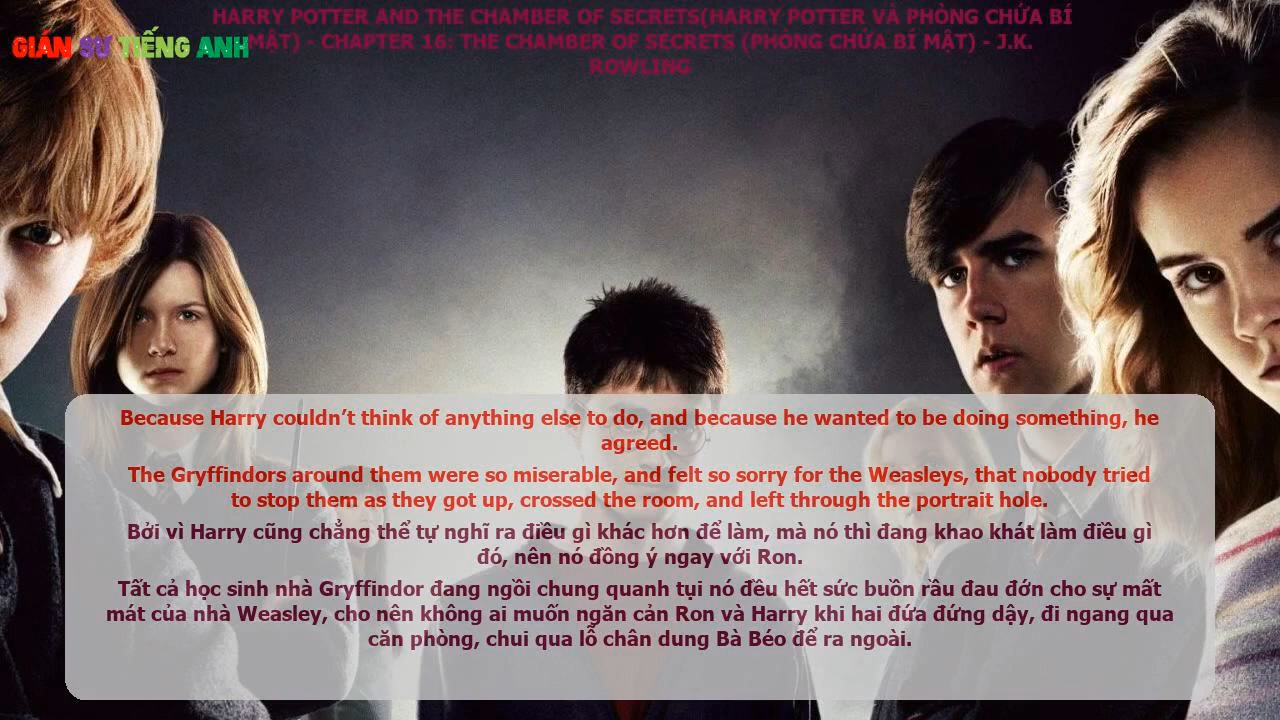 HARRY POTTER AND THE CHAMBER OF SECRETS(HARRY POTTER VÀ PHÒNG CHỨA BÍ
MẬT) - CHAPTER 16: THE CHAMBER OF SECRETS (PHÒNG CHỨA BÍ MẬT) - J.K.
ROWLING
GIÁN SƯ TIẾNG ANH
Because Harry couldn’t think of anything else to do, and because he wanted to be doing something, he
agreed.
The Gryffindors around them were so miserable, and felt so sorry for the Weasleys, that nobody tried
to stop them as they got up, crossed the room, and left through the portrait hole.
Bởi vì Harry cũng chẳng thể tự nghĩ ra điều gì khác hơn để làm, mà nó thì đang khao khát làm điều gì
đó, nên nó đồng ý ngay với Ron.
Tất cả học sinh nhà Gryffindor đang ngồi chung quanh tụi nó đều hết sức buồn rầu đau đớn cho sự mất
mát của nhà Weasley, cho nên không ai muốn ngăn cản Ron và Harry khi hai đứa đứng dậy, đi ngang qua
căn phòng, chui qua lỗ chân dung Bà Béo để ra ngoài.